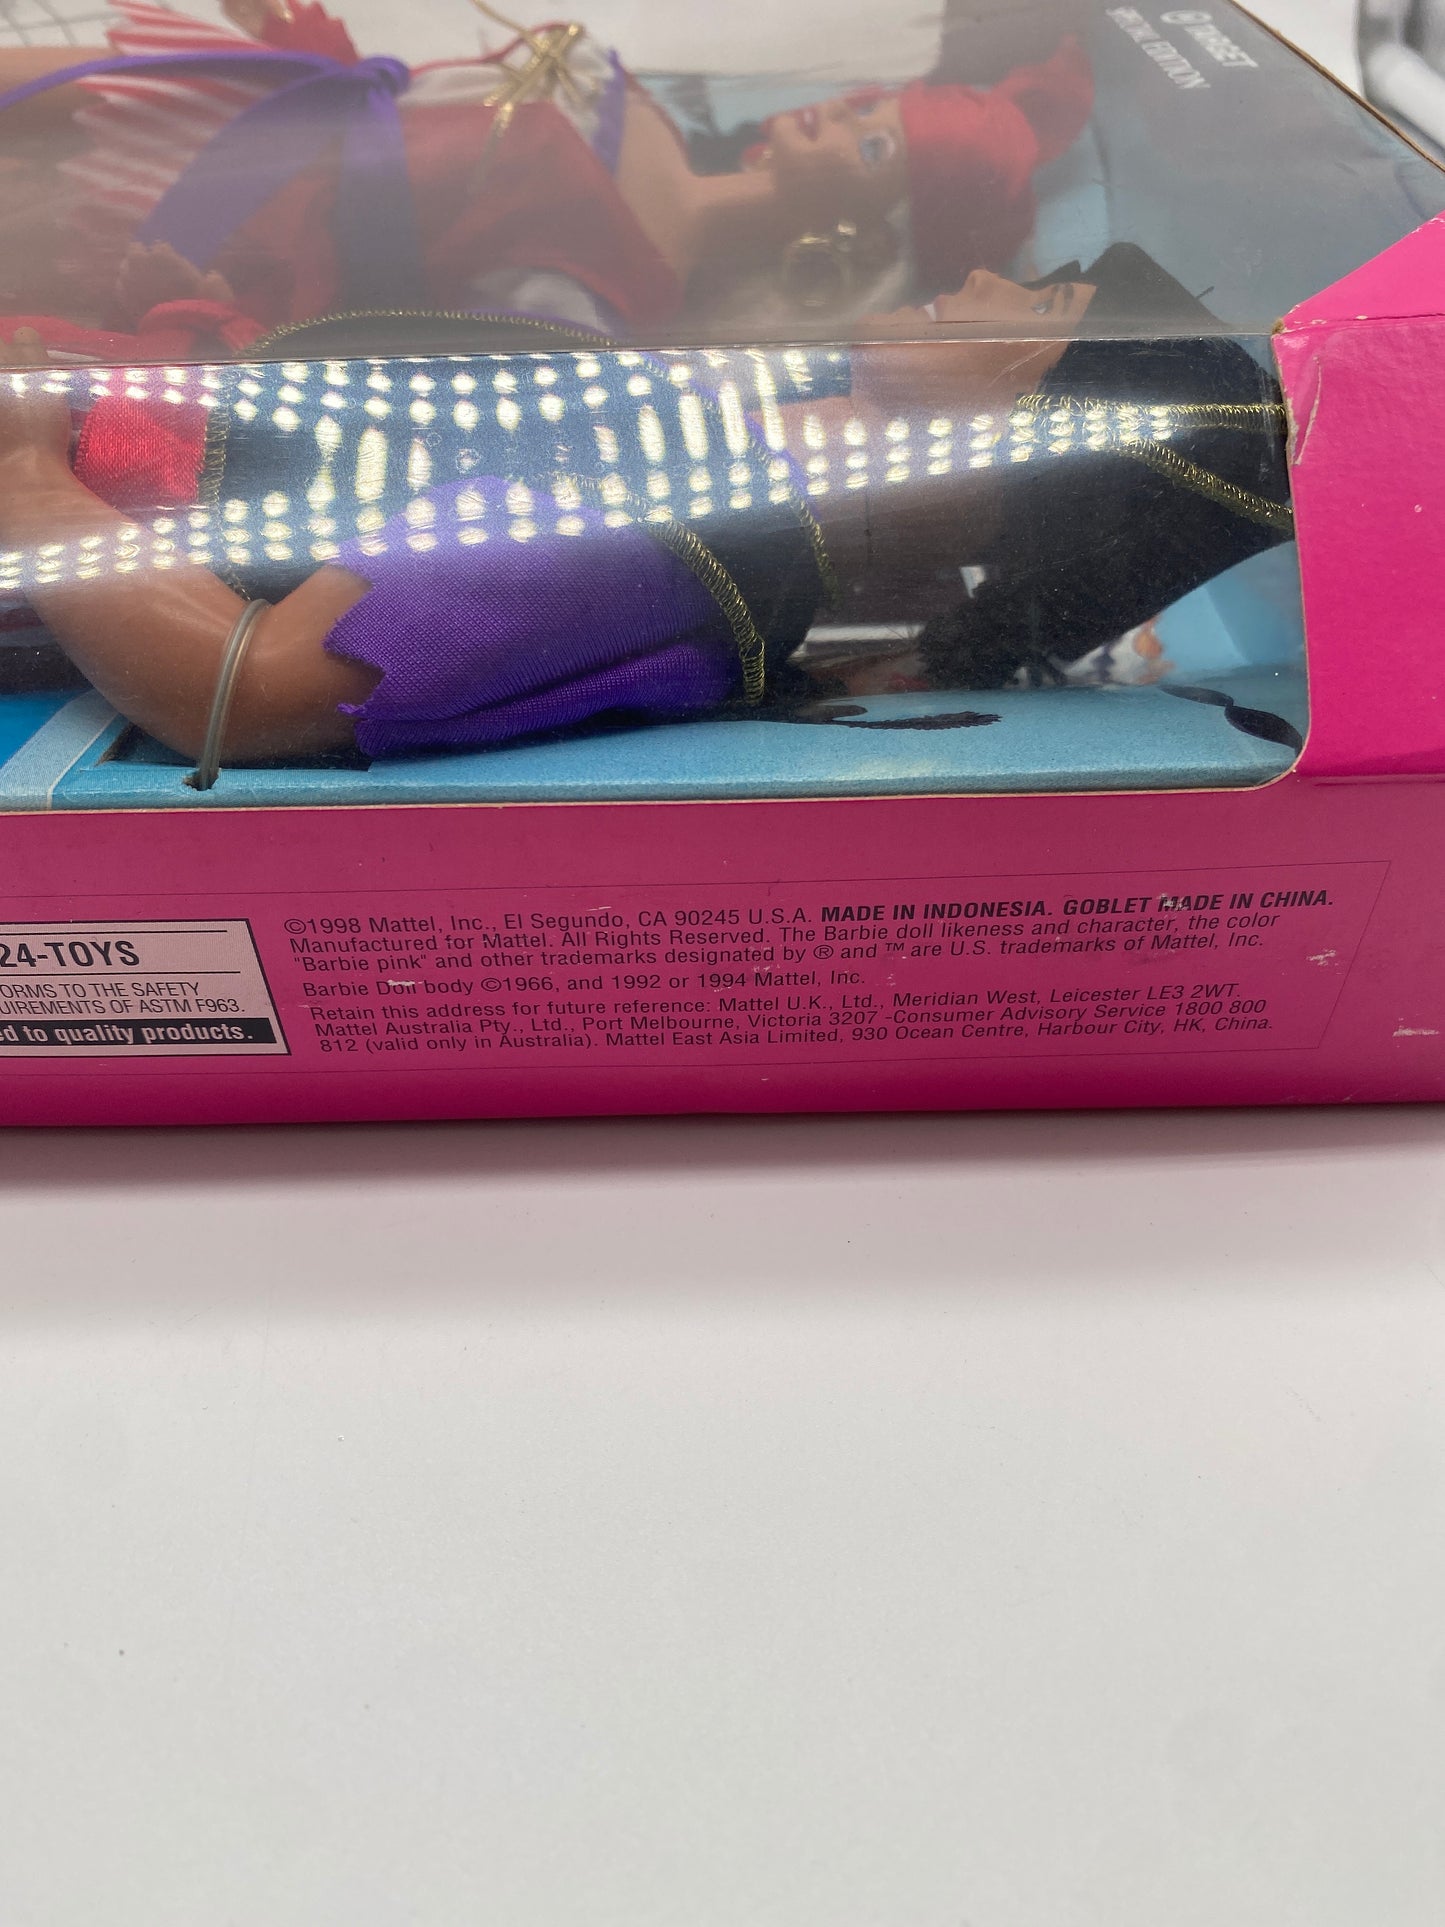 TARGET
SPECIAL EDITION
24-TOYS
ORMS TO THE SAFETY
UIREMENTS OF ASTM F963.
ed to quality products.
©1998 Mattel, Inc., El Segundo, CA 90245 U.S.A. MADE IN INDONESIA. GOBLET MADE IN CHINA.
Manufactured for Mattel. All Rights Reserved. The Barbie doll likeness and character, the color
"Barbie pink" and other trademarks designated by ® and ™ are U.S. trademarks of Mattel, Inc.
Barbie Doll body ©1966, and 1992 or 1994 Mattel, Inc.
Retain this address for future reference: Mattel U.K., Ltd., Meridian West, Leicester LE3 2WT,
Mattel Australia Pty., Ltd., Port Melbourne, Victoria 3207 -Consumer Advisory Service 1800 800
812 (valid only in Australia). Mattel East Asia Limited, 930 Ocean Centre, Harbour City, HK, China.